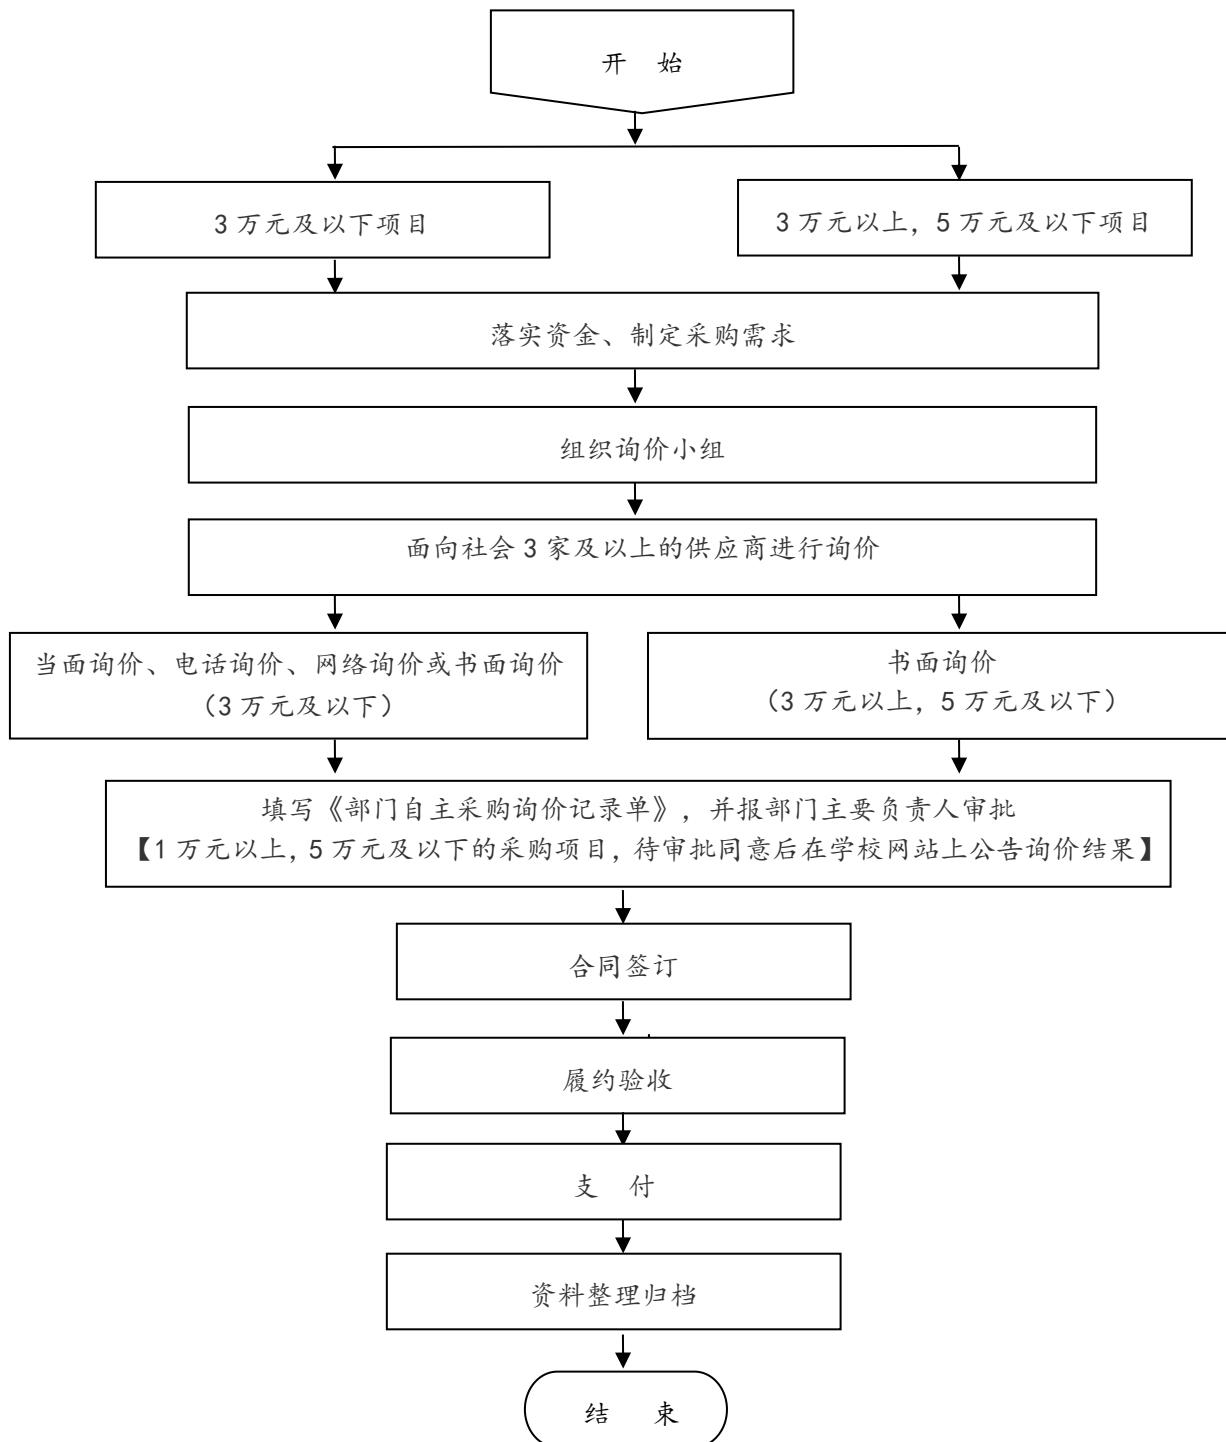 开 始
3万元及以下项目
3万元以上，5万元及以下项目
落实资金、制定采购需求
组织询价小组
面向社会3家及以上的供应商进行询价
当面询价、电话询价、网络询价或书面询价
（3万元及以下）
书面询价
（3万元以上，5万元及以下）
填写《部门自主采购询价记录单》，并报部门主要负责人审批
【1万元以上，5万元及以下的采购项目，待审批同意后在学校网站上公告询价结果】
合同签订
履约验收
支 付
资料整理归档
结 束